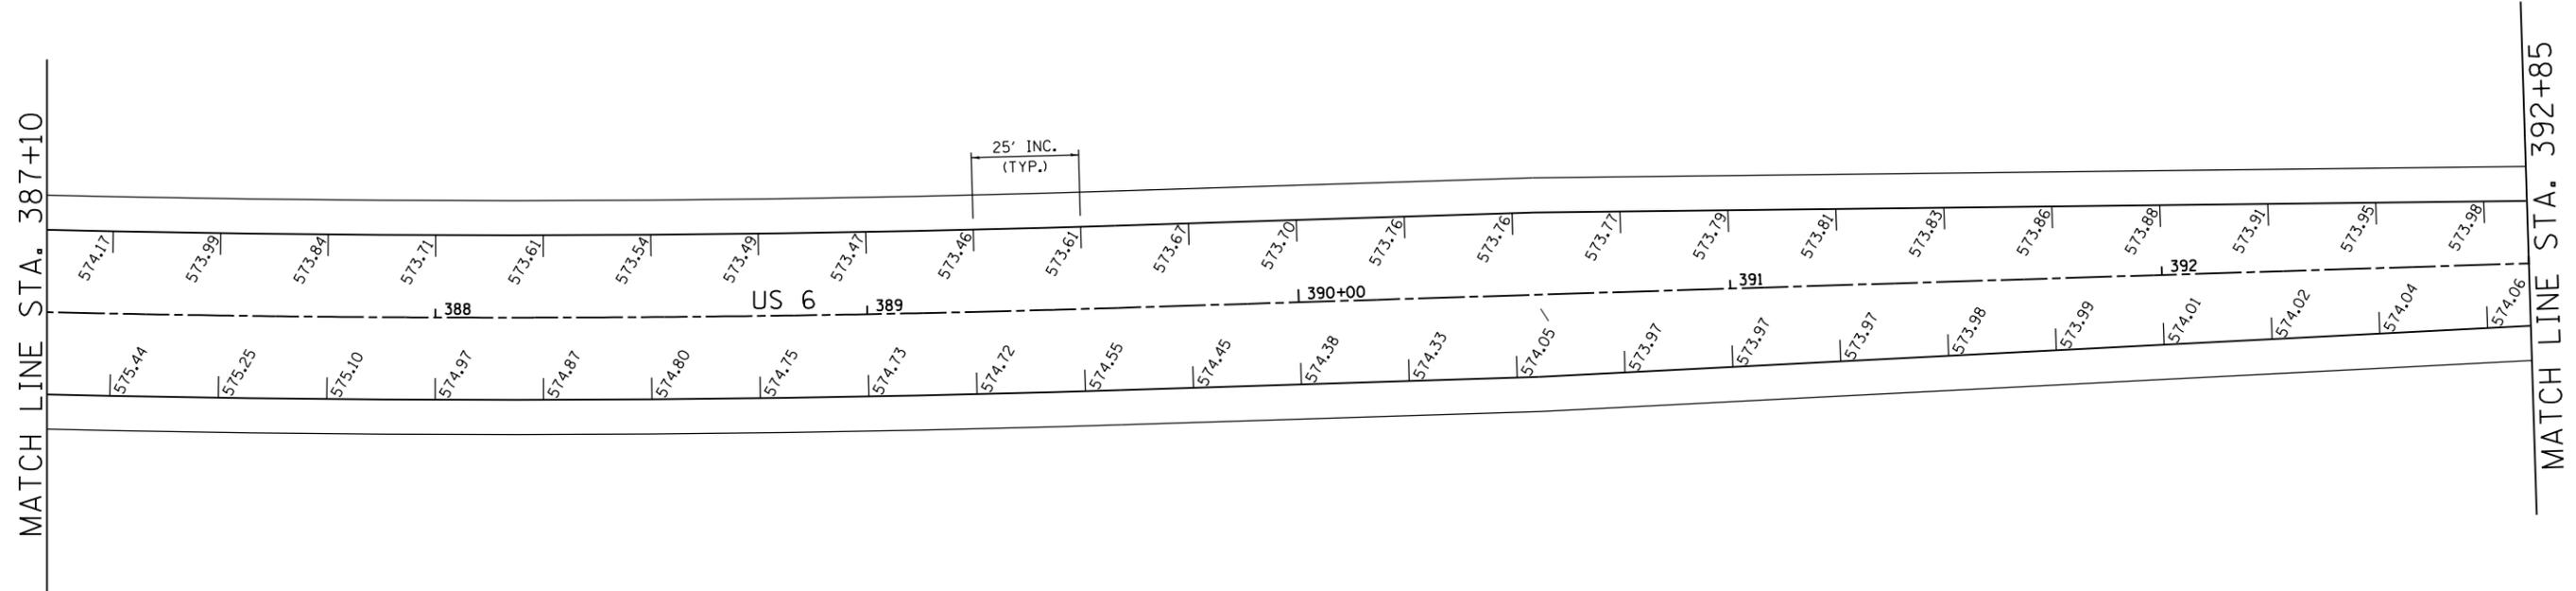 MATCH LINE STA. 387+10
25' INC.
(TYP.)
574.17 573.99 573.84 573.71 573.61 573.54 573.49 573.47 573.46 573.61 573.67 573.70 573.76 573.76 573.77 573.79 573.81 573.83 573.86 573.88 573.91 573.95 573.98
388 US 6 389 390+00 391 392
575.44 575.25 575.10 574.97 574.87 574.80 574.75 574.73 574.72 574.55 574.45 574.38 574.33 574.05 573.97 573.97 573.97 573.98 573.99 574.01 574.02 574.04 574.06
MATCH LINE STA. 392+85